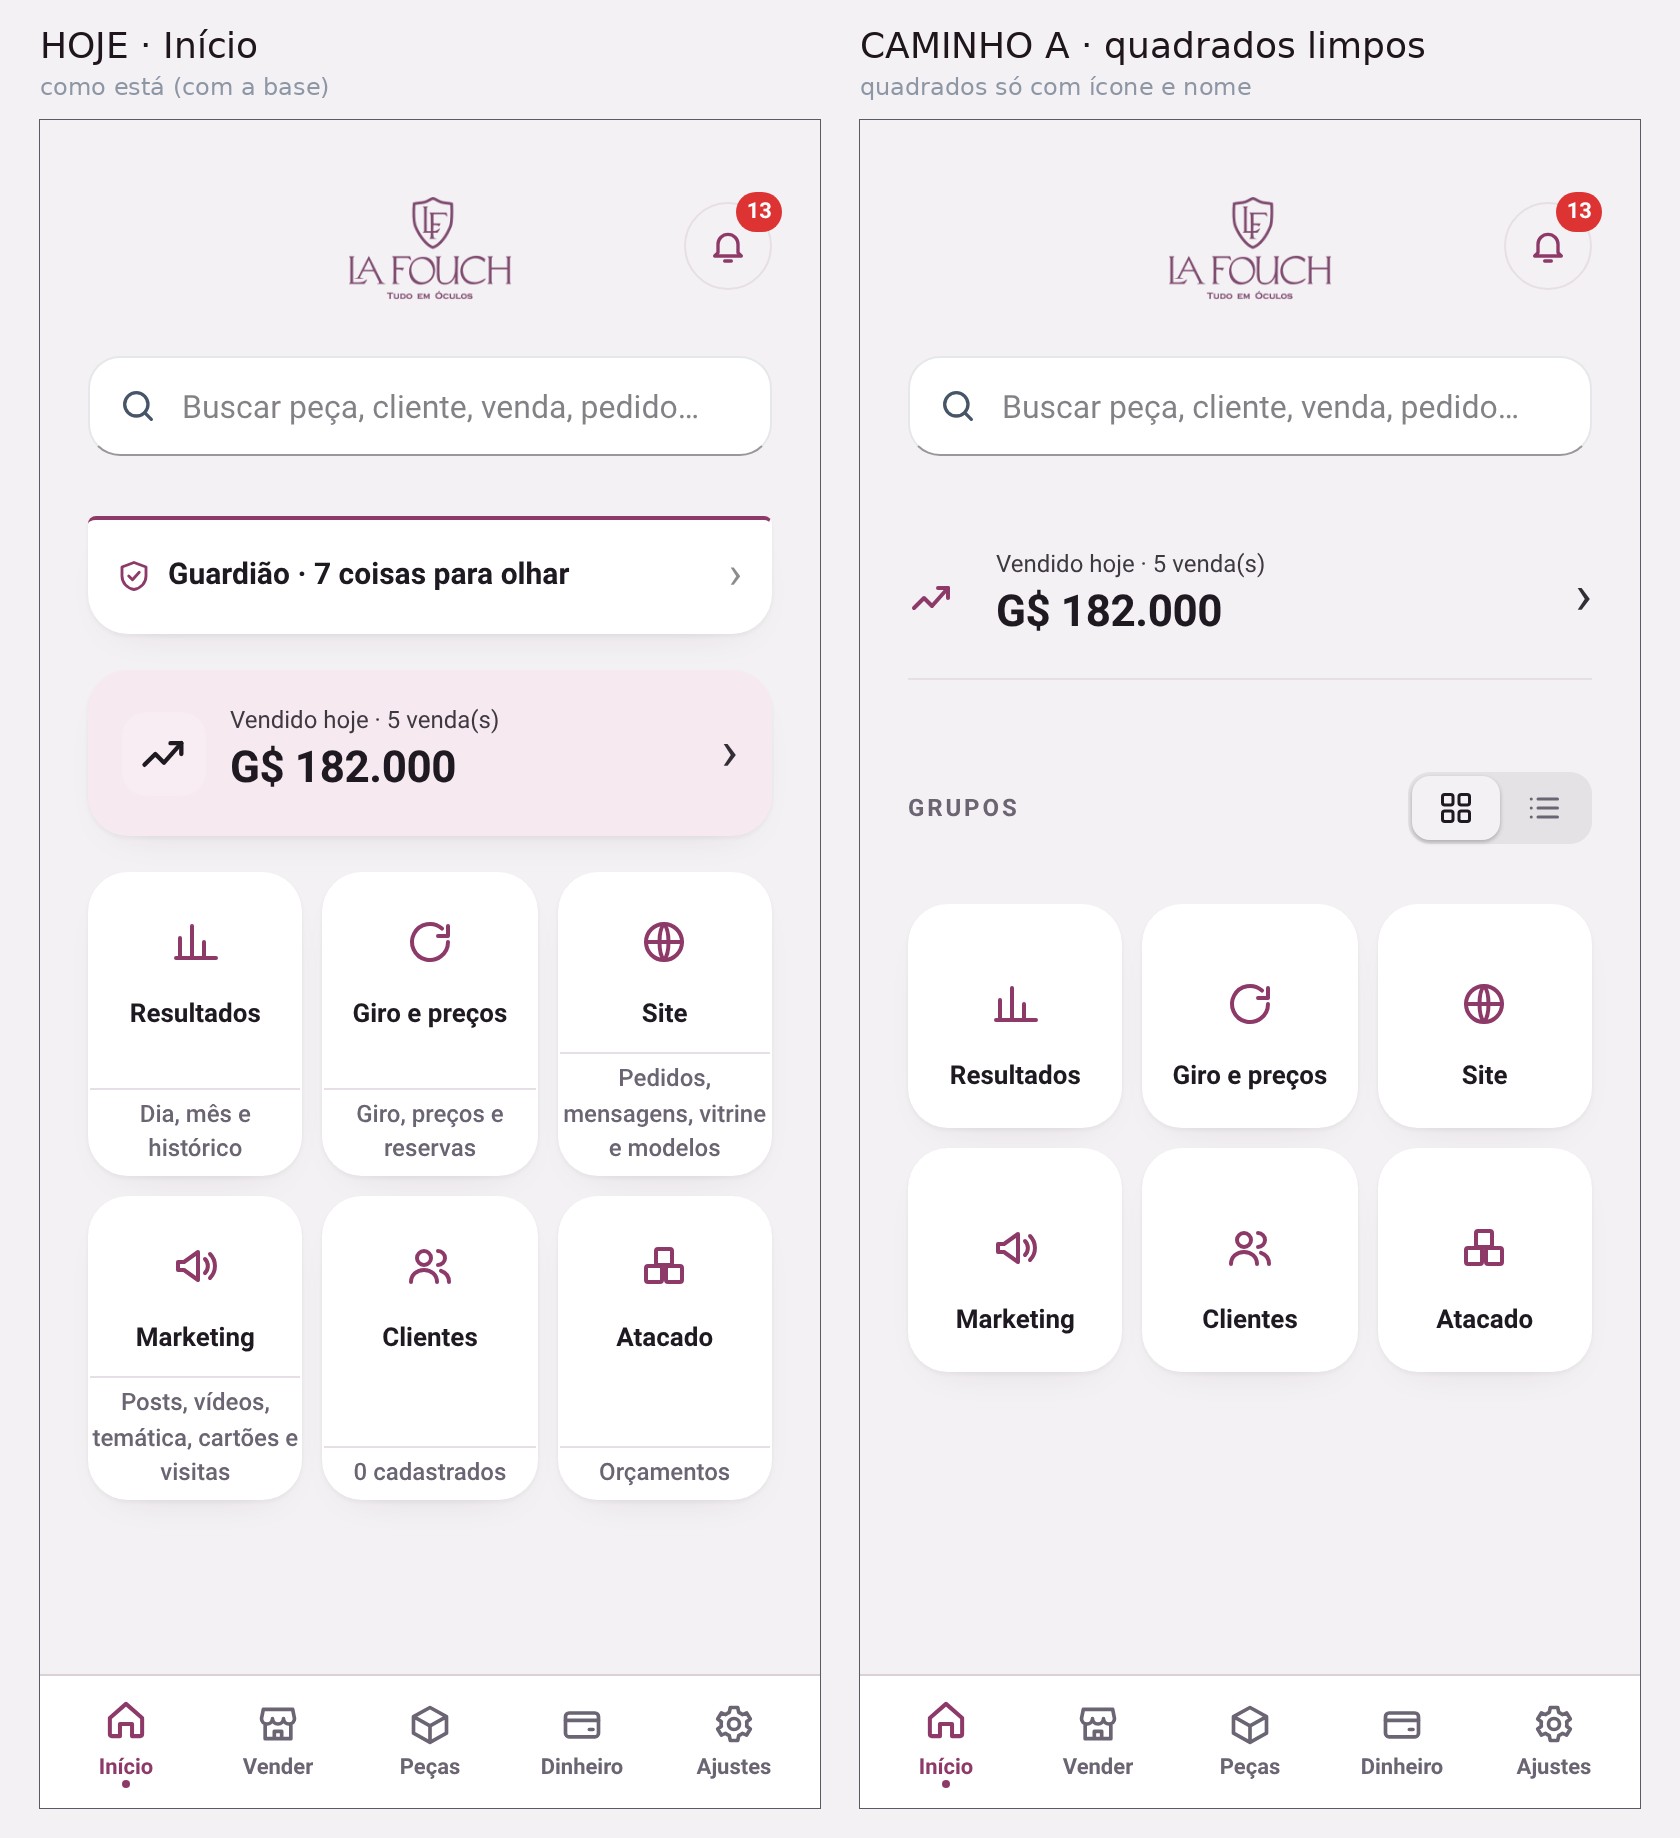 HOJE · Início
como está (com a base)
LF
LA FOUCH
TUDO EM ÓCULOS
13
Buscar peça, cliente, venda, pedido...
Guardião · 7 coisas para olhar
Vendido hoje · 5 venda(s)
G$ 182.000
Resultados
Dia, mês e
histórico
Giro e preços
Giro, preços e
reservas
Site
Pedidos,
mensagens, vitrine
e modelos
Marketing
Posts, vídeos,
temática, cartões e
visitas
Clientes
0 cadastrados
Atacado
Orçamentos
Início
Vender
Peças
Dinheiro
Ajustes
CAMINHO A · quadrados limpos
quadrados só com ícone e nome
LF
LA FOUCH
TUDO EM ÓCULOS
13
Buscar peça, cliente, venda, pedido...
Vendido hoje · 5 venda(s)
G$ 182.000
GRUPOS
Resultados
Giro e preços
Site
Marketing
Clientes
Atacado
Início
Vender
Peças
Dinheiro
Ajustes